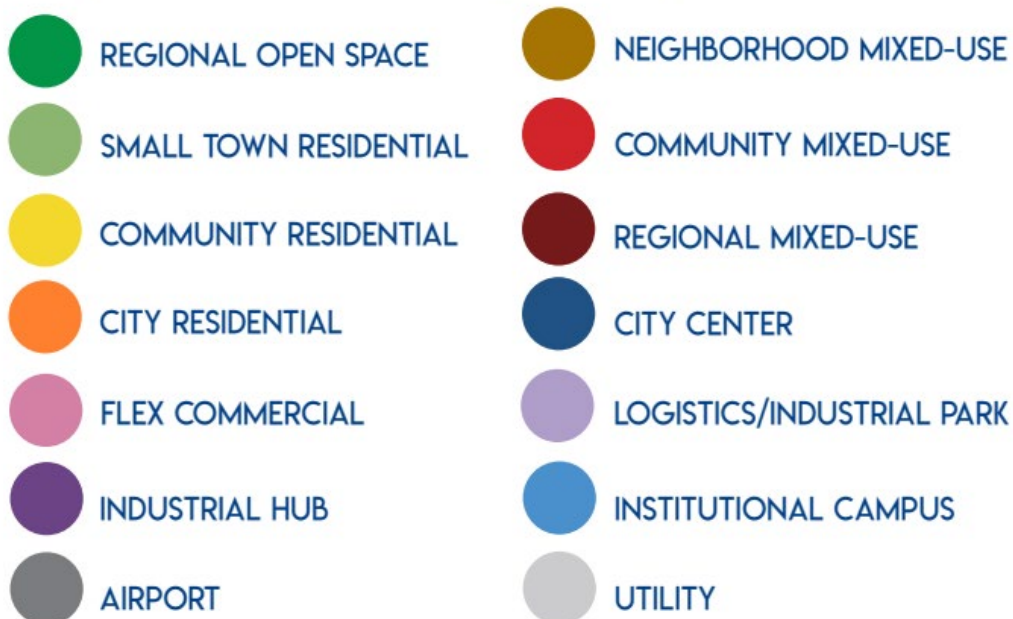 REGIONAL OPEN SPACE
SMALL TOWN RESIDENTIAL
COMMUNITY RESIDENTIAL
CITY RESIDENTIAL
FLEX COMMERCIAL
INDUSTRIAL HUB
AIRPORT
NEIGHBORHOOD MIXED-USE
COMMUNITY MIXED-USE
REGIONAL MIXED-USE
CITY CENTER
LOGISTICS/INDUSTRIAL PARK
INSTITUTIONAL CAMPUS
UTILITY